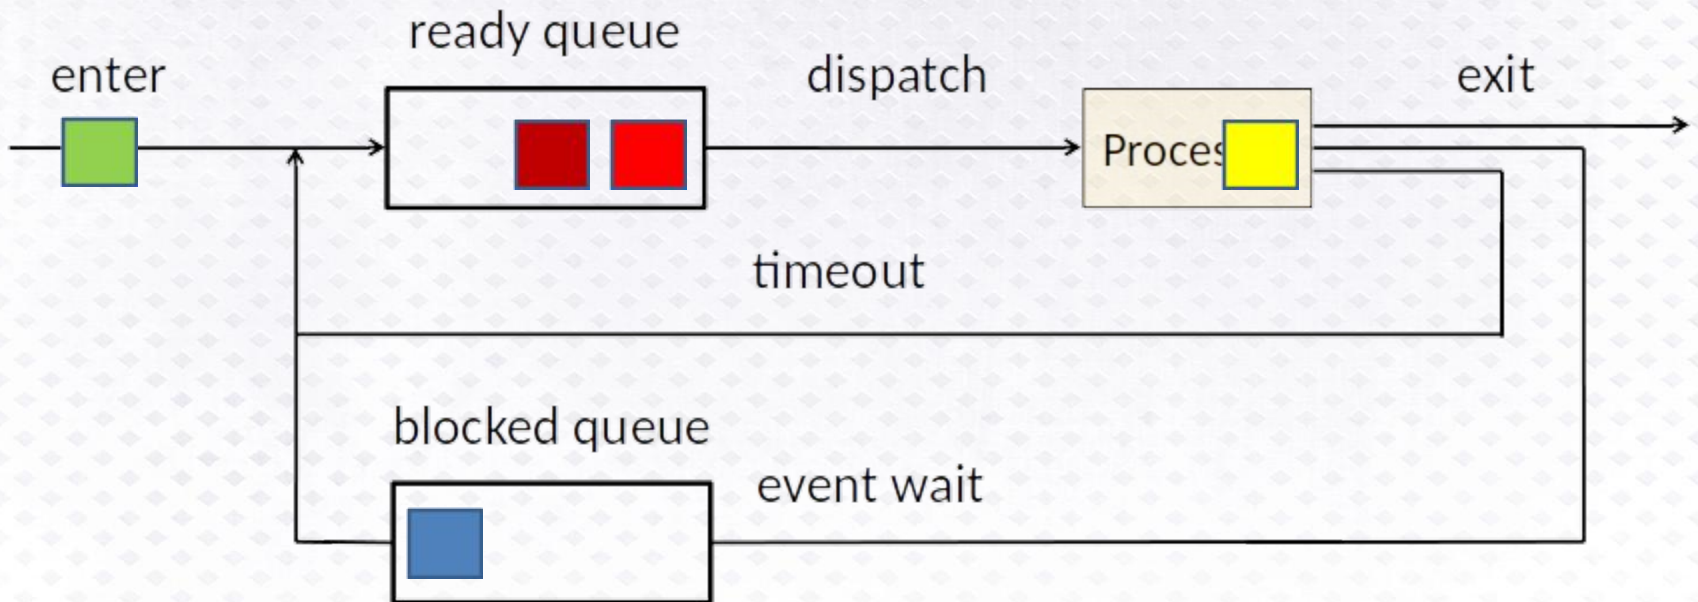 ready queue
enter
dispatch
exit
Proces
timeout
blocked queue
event wait